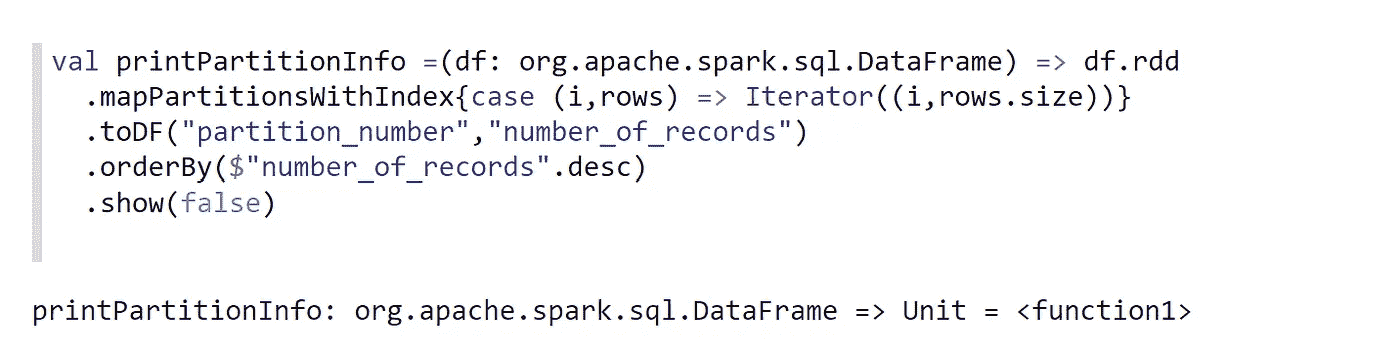 val printPartitionInfo =(df: org.apache.spark.sql.DataFrame) => df.rdd
.mapPartitionsWithIndex{case (i,rows) => Iterator((i,rows.size))}
.toDF("partition_number","number_of_records")
.orderBy($"number_of_records".desc)
.show(false)
printPartitionInfo: org.apache.spark.sql.DataFrame => Unit = <function1>